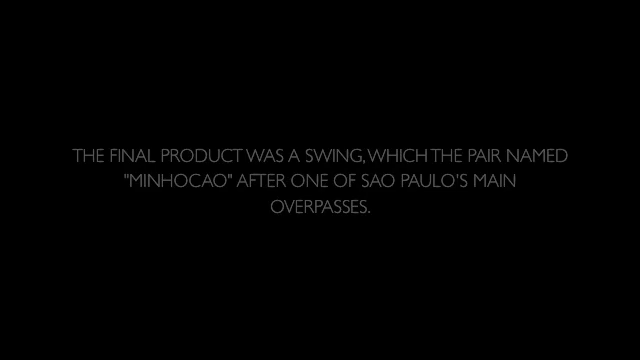 THE FINAL PRODUCT WAS A SWING, WHICH THE PAIR NAMED
"MINHOCAO" AFTER ONE OF SAO PAULO'S MAIN
OVERPASSES.